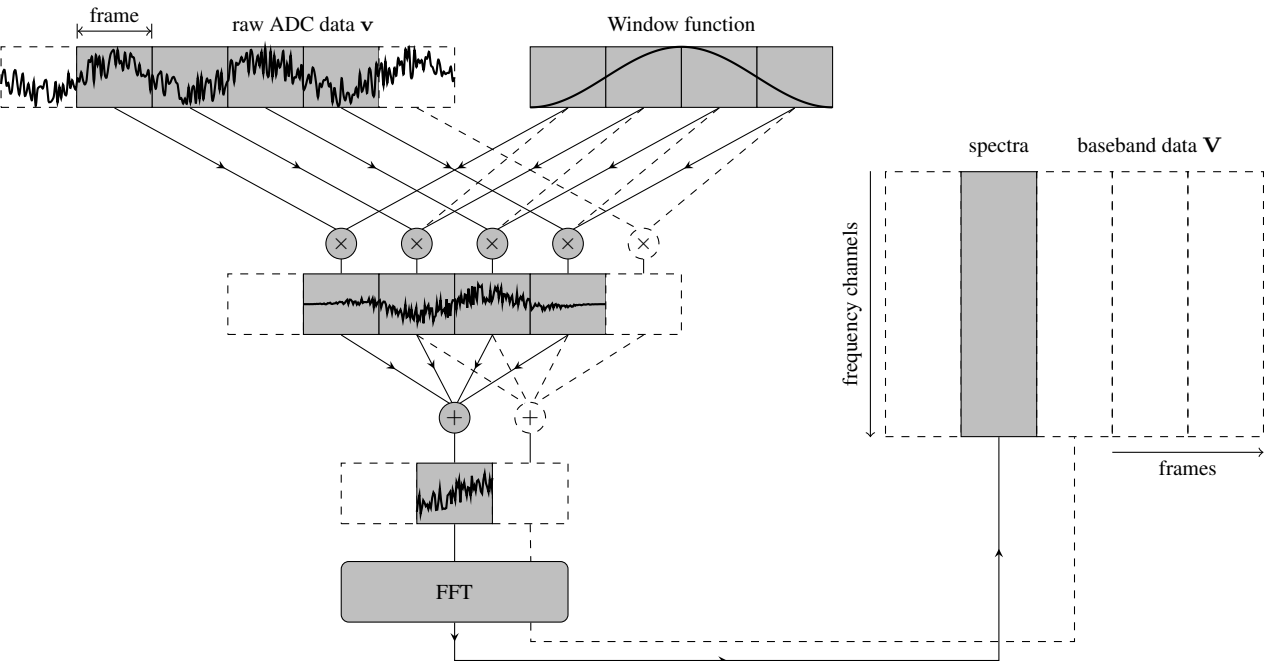 frame
raw ADC data v
Window function
×
×
×
×
×
+
+
FFT
spectra
baseband data V
frequency channels
frames